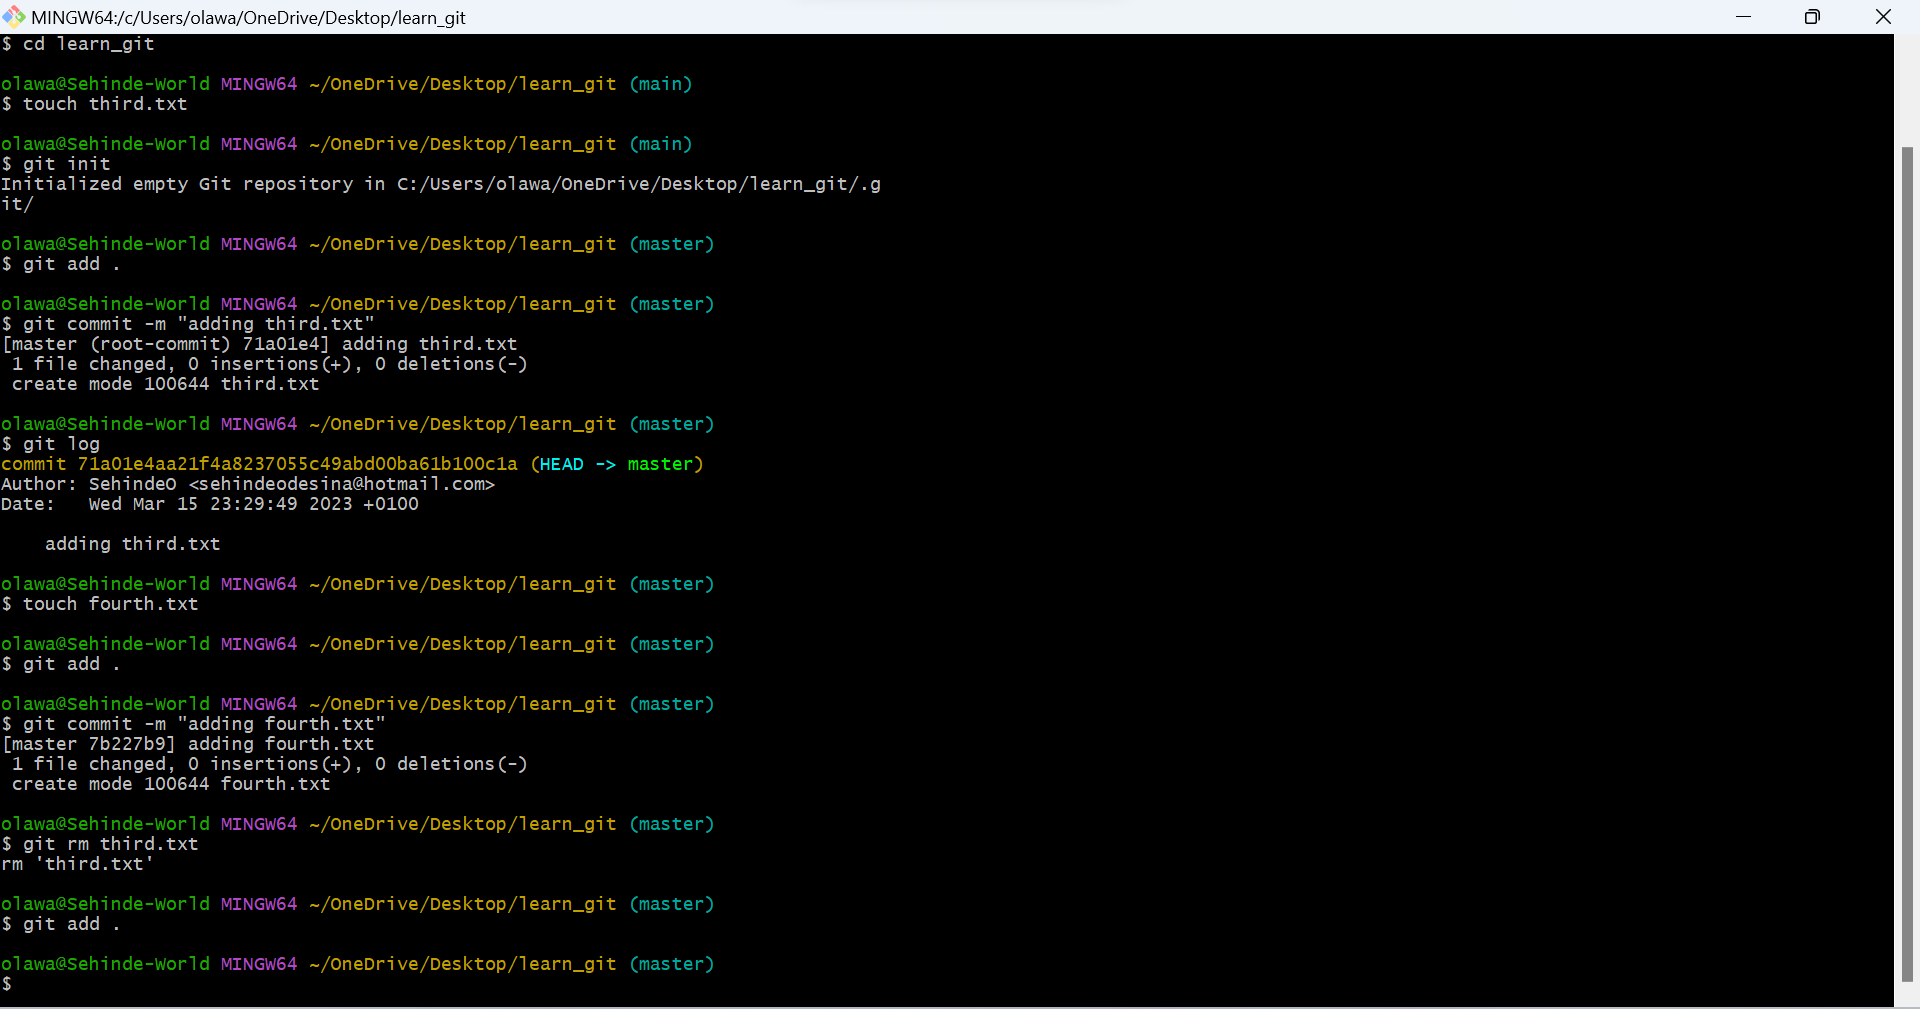 MINGW64:/c/Users/olawa/OneDrive/Desktop/learn_git
$ cd learn_git
olawa@Sehinde-World MINGW64 ~/OneDrive/Desktop/learn_git (main)
$ touch third.txt
olawa@Sehinde-World MINGW64 ~/OneDrive/Desktop/learn_git (main)
$ git init
Initialized empty Git repository in C:/Users/olawa/OneDrive/Desktop/learn_git/.g
it/
olawa@Sehinde-World MINGW64 ~/OneDrive/Desktop/learn_git (master)
$ git add .
olawa@Sehinde-World MINGW64 ~/OneDrive/Desktop/learn_git (master)
$ git commit -m "adding third.txt"
[master (root-commit) 71a01e4] adding third.txt
 1 file changed, 0 insertions(+), 0 deletions(-)
 create mode 100644 third.txt
olawa@Sehinde-World MINGW64 ~/OneDrive/Desktop/learn_git (master)
$ git log
commit 71a01e4aa21f4a8237055c49abd00ba61b100c1a (HEAD -> master)
Author: SehindeO <sehindeodesina@hotmail.com>
Date:   Wed Mar 15 23:29:49 2023 +0100
    adding third.txt
olawa@Sehinde-World MINGW64 ~/OneDrive/Desktop/learn_git (master)
$ touch fourth.txt
olawa@Sehinde-World MINGW64 ~/OneDrive/Desktop/learn_git (master)
$ git add .
olawa@Sehinde-World MINGW64 ~/OneDrive/Desktop/learn_git (master)
$ git commit -m "adding fourth.txt"
[master 7b227b9] adding fourth.txt
 1 file changed, 0 insertions(+), 0 deletions(-)
 create mode 100644 fourth.txt
olawa@Sehinde-World MINGW64 ~/OneDrive/Desktop/learn_git (master)
$ git rm third.txt
rm 'third.txt'
olawa@Sehinde-World MINGW64 ~/OneDrive/Desktop/learn_git (master)
$ git add .
olawa@Sehinde-World MINGW64 ~/OneDrive/Desktop/learn_git (master)
$